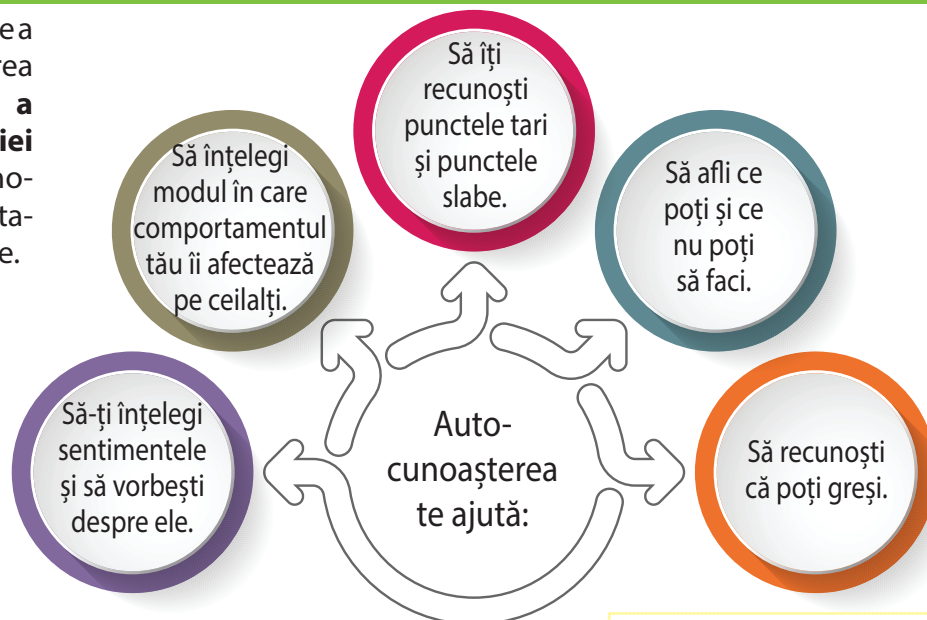 a
Să înțelegi
modul în care
comportamentul
tău îi afectează
pe ceilalți.
Să îți
recunoști
punctele tari
și punctele
slabe.
Să afli ce
poți și ce
nu poți
să faci.
Să-ți înțelegi
sentimentele
și să vorbești
despre ele.
Auto-
cunoașterea
te ajută:
Să recunoști
că poți greși.